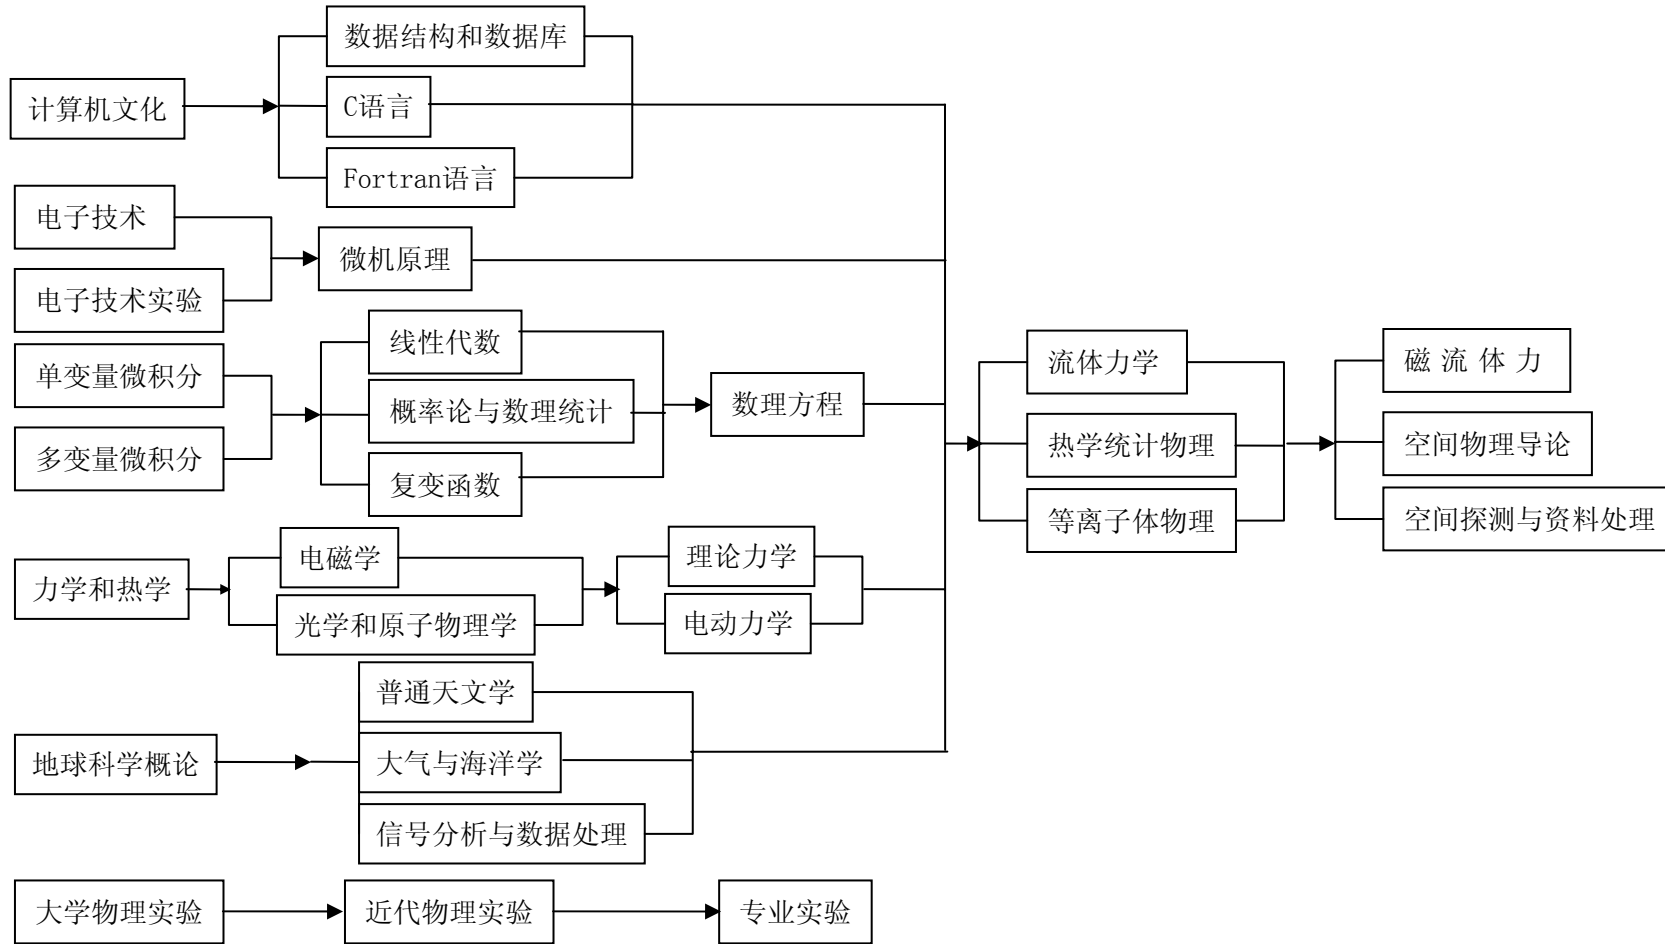 数据结构和数据库
计算机文化
C语言
Fortran语言
电子技术
微机原理
电子技术实验
线性代数
单变量微积分
概率论与数理统计
数理方程
多变量微积分
复变函数
流体力学
磁 流 体 力
热学统计物理
空间物理导论
等离子体物理
空间探测与资料处理
电磁学
理论力学
力学和热学
光学和原子物理学
电动力学
普通天文学
地球科学概论
大气与海洋学
信号分析与数据处理
大学物理实验
近代物理实验
专业实验